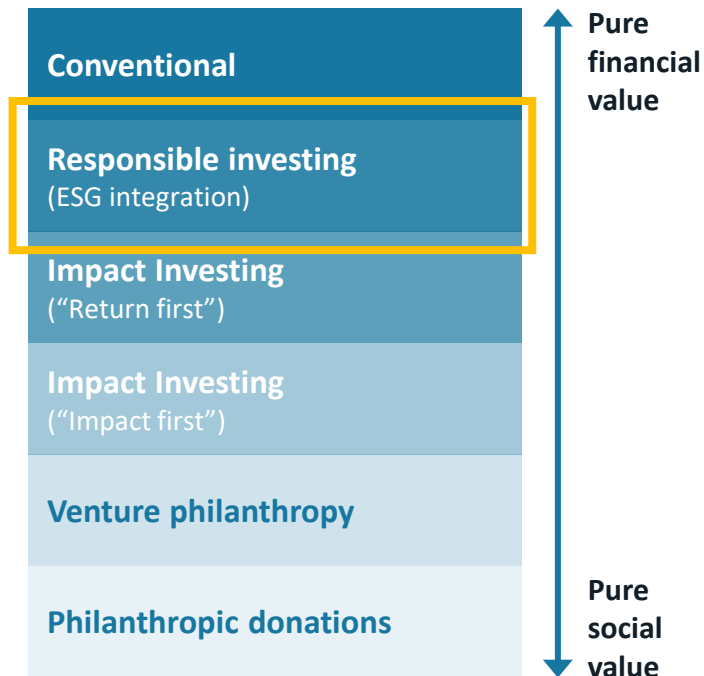 Conventional
Responsible investing
(ESG integration)
Impact Investing
(“Return first”)
Impact Investing
(“Impact first”)
Venture philanthropy
Philanthropic donations
Pure
financial
value
Pure
social
value